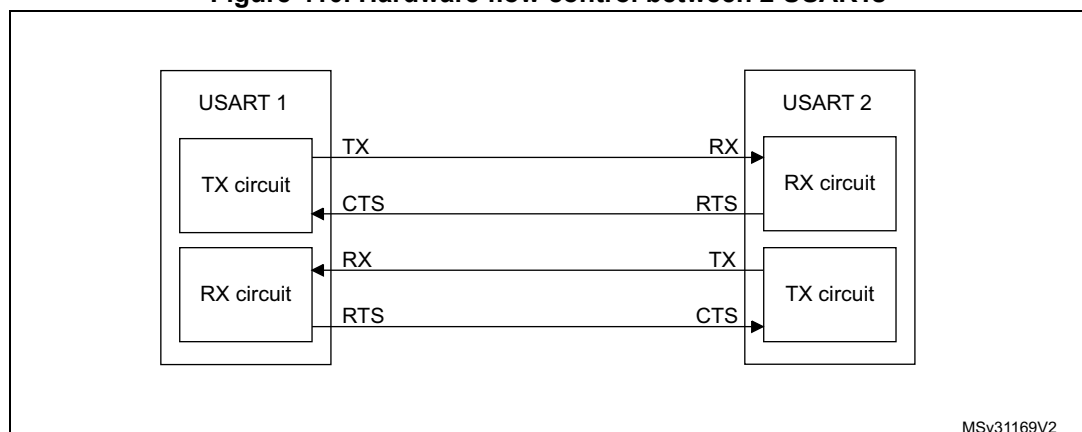 Figure Hardware flow control between 2 USARTs
USART 1
USART 2
TX
RX
TX circuit
RX circuit
CTS
RTS
RX
TX
RX circuit
TX circuit
RTS
CTS
MSv31169V2